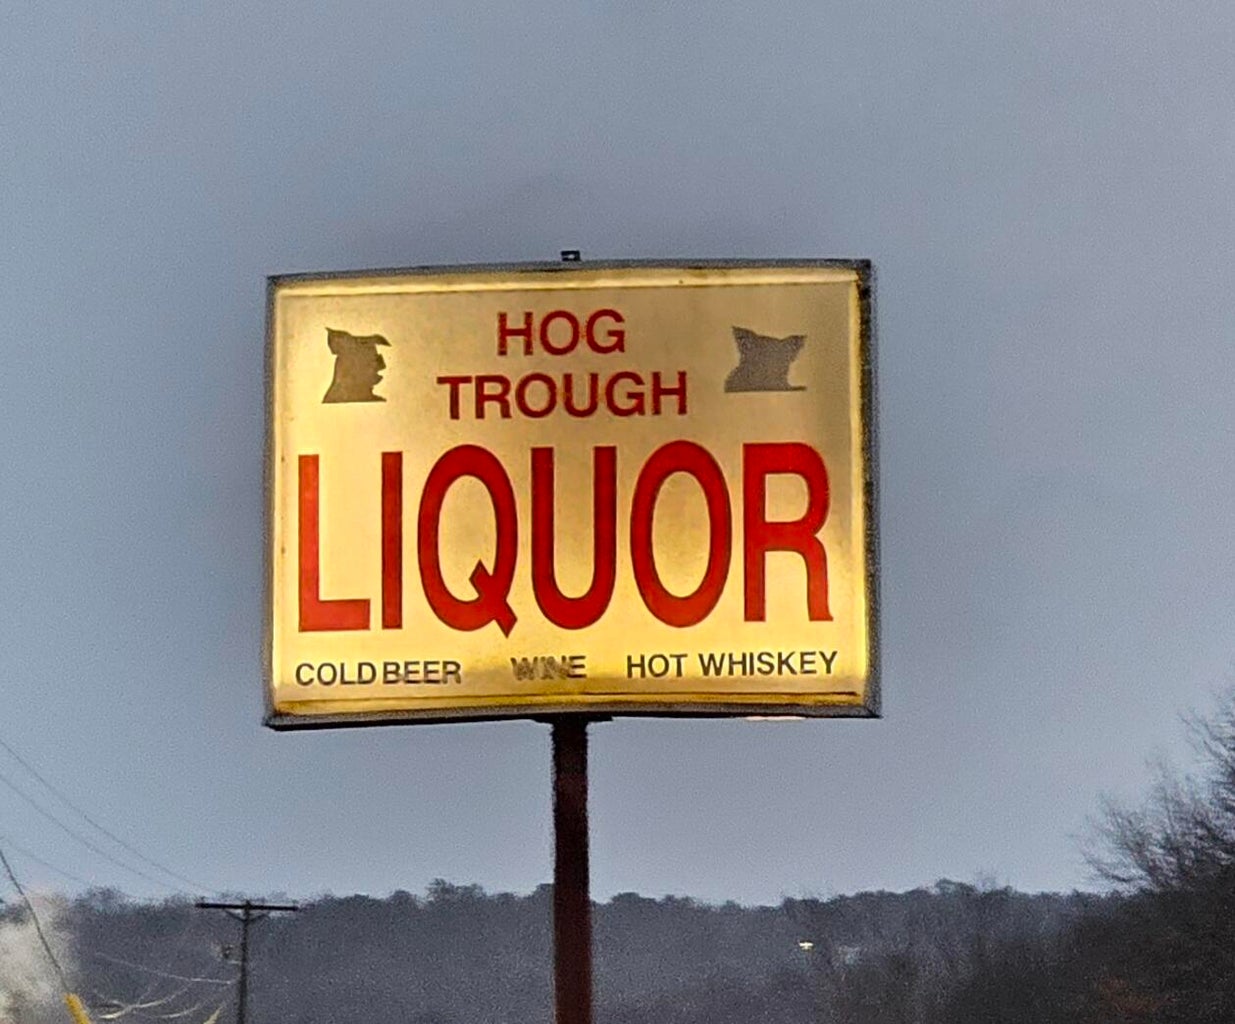 HOG
TROUGH
LIQUOR
COLD BEER WINE HOT WHISKEY